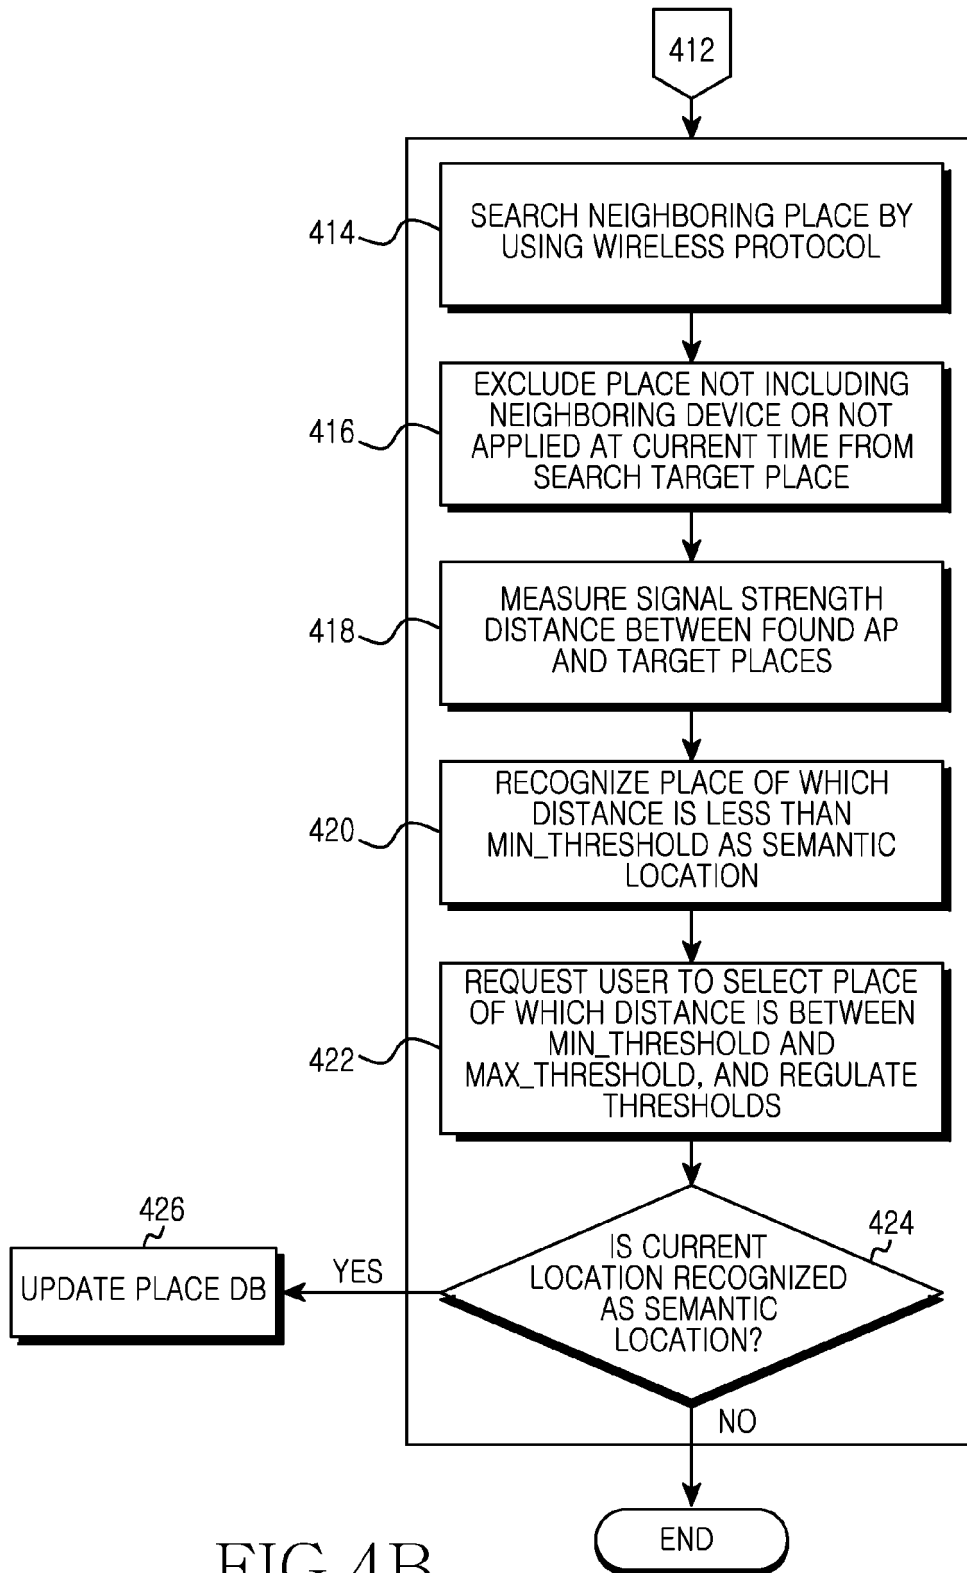 412
414
SEARCH NEIGHBORING PLACE BY
USING WIRELESS PROTOCOL
416
EXCLUDE PLACE NOT INCLUDING
NEIGHBORING DEVICE OR NOT
APPLIED AT CURRENT TIME FROM
SEARCH TARGET PLACE
418
MEASURE SIGNAL STRENGTH
DISTANCE BETWEEN FOUND AP
AND TARGET PLACES
420
RECOGNIZE PLACE OF WHICH
DISTANCE IS LESS THAN
MIN_THRESHOLD AS SEMANTIC
LOCATION
422
REQUEST USER TO SELECT PLACE
OF WHICH DISTANCE IS BETWEEN
MIN_THRESHOLD AND
MAX_THRESHOLD, AND REGULATE
THRESHOLDS
424
IS CURRENT
LOCATION RECOGNIZED
AS SEMANTIC
LOCATION?
YES
426
UPDATE PLACE DB
NO
END
FIG.4B